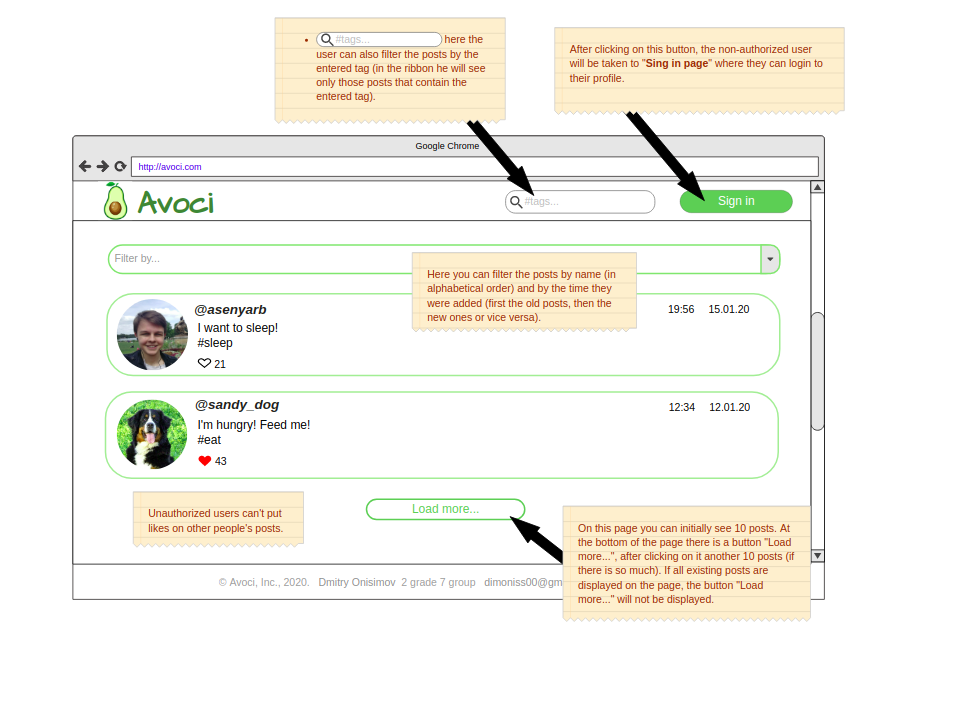 #tags... here the
user can also filter the posts by the
entered tag (in the ribbon he will see
only those posts that contain the
entered tag).
After clicking on this button, the non-authorized user
will be taken to "Sing in page" where they can login to
their profile.
Google Chrome
http://avoci.com
Avoci
#tags...
Sign in
Filter by...
Here you can filter the posts by name (in
alphabetical order) and by the time they
were added (first the old posts, then the
new ones or vice versa).
@asenyarb
19:56 15.01.20
I want to sleep!
#sleep
21
@sandy_dog
12:34 12.01.20
I'm hungry! Feed me!
#eat
43
Unauthorized users can't put
likes on other people's posts.
Load more...
On this page you can initially see 10 posts. At
the bottom of the page there is a button "Load
more...", after clicking on it another 10 posts (if
there is so much). If all existing posts are
displayed on the page, the button "Load
more..." will not be displayed.
© Avoci, Inc., 2020. Dmitry Onisimov 2 grade 7 group dimoniss00@gm